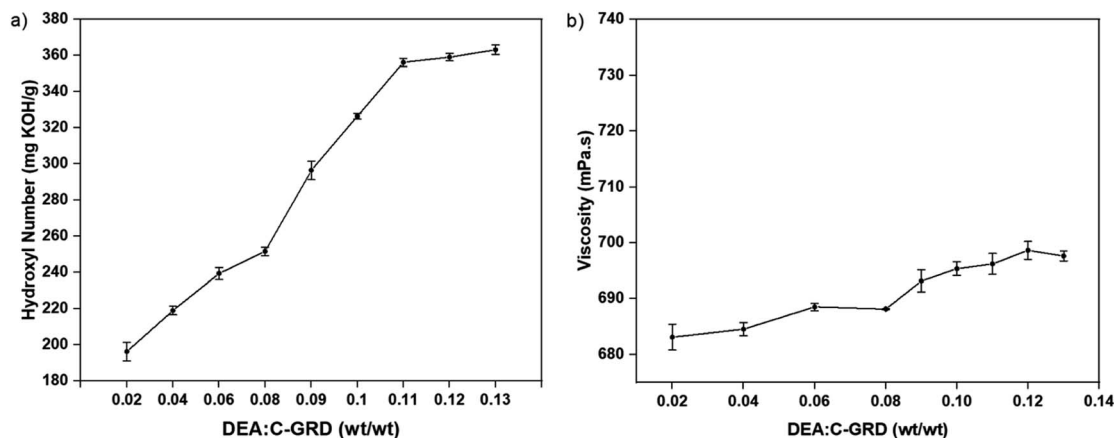 a)
Hydroxyl Number (mg KOH/g)
380
360
340
320
300
280
260
240
220
200
180
0.02 0.04 0.06 0.08 0.09 0.1 0.11 0.12 0.13
DEA:C-GRD (wt/wt)
b)
Viscosity (mPa.s)
740
730
720
710
700
690
680
0.02 0.04 0.06 0.08 0.10 0.12 0.14
DEA:C-GRD (wt/wt)